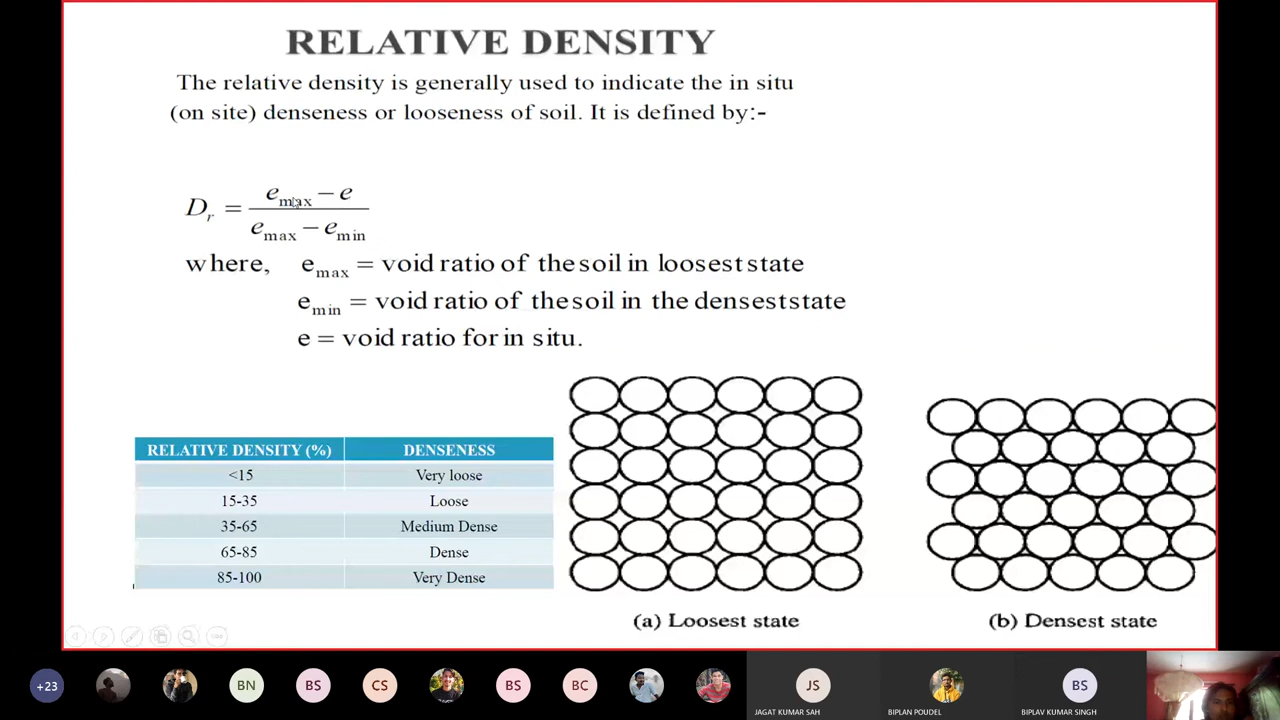 RELATIVE DENSITY
The relative density is generally used to indicate the in situ
(on site) denseness or looseness of soil. It is defined by:-
D_r = (e_max − e) / (e_max − e_min)
where, e_max = void ratio of the soil in loosest state
e_min = void ratio of the soil in the densest state
e = void ratio for in situ.
RELATIVE DENSITY (%) DENSENESS
<15 Very loose
15-35 Loose
35-65 Medium Dense
65-85 Dense
85-100 Very Dense
(a) Loosest state
(b) Densest state
+23 BN BS CS BS BC JS BS
JAGAT KUMAR SAH BIPLAN POUDEL BIPLAV KUMAR SINGH